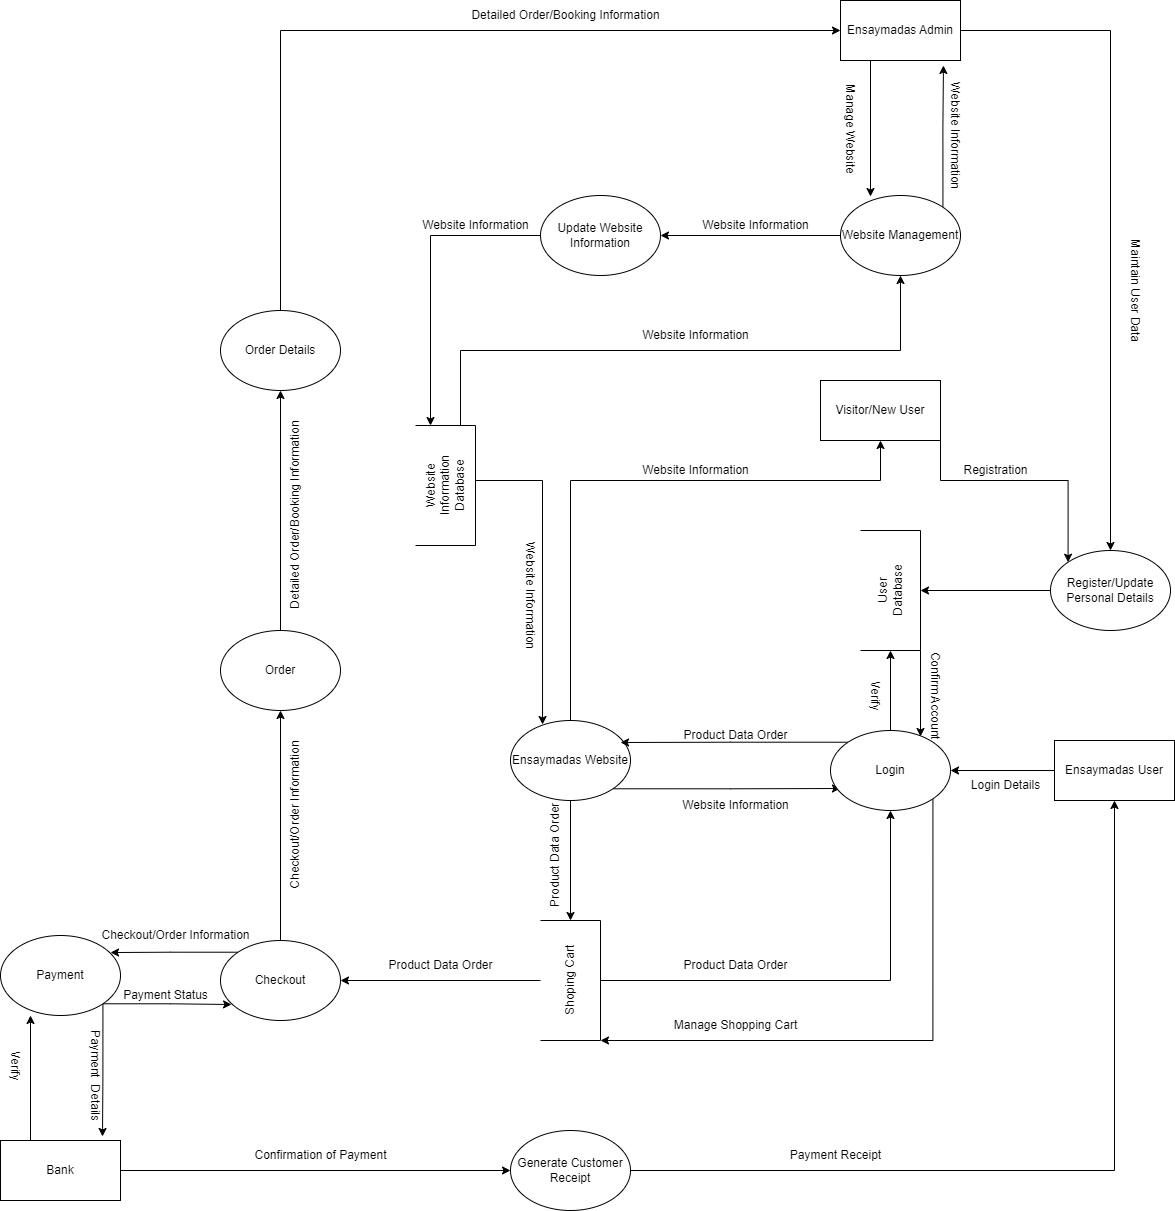 Detailed Order/Booking Information
Ensaymadas Admin
Manage Website
Website Information
Website Information
Update Website
Information
Website Information
Website Management
Maintain User Data
Website Information
Order Details
Visitor/New User
Website
Information
Database
Website Information
Registration
Detailed Order/Booking Information
Website Information
User
Database
Register/Update
Personal Details
Order
Verify
Confirm Account
Product Data Order
Ensaymadas Website
Login
Ensaymadas User
Login Details
Website Information
Checkout/Order Information
Product Data Order
Checkout/Order Information
Payment
Checkout
Product Data Order
Shoping Cart
Product Data Order
Payment Status
Manage Shopping Cart
Verify
Payment Details
Bank
Confirmation of Payment
Generate Customer
Receipt
Payment Receipt